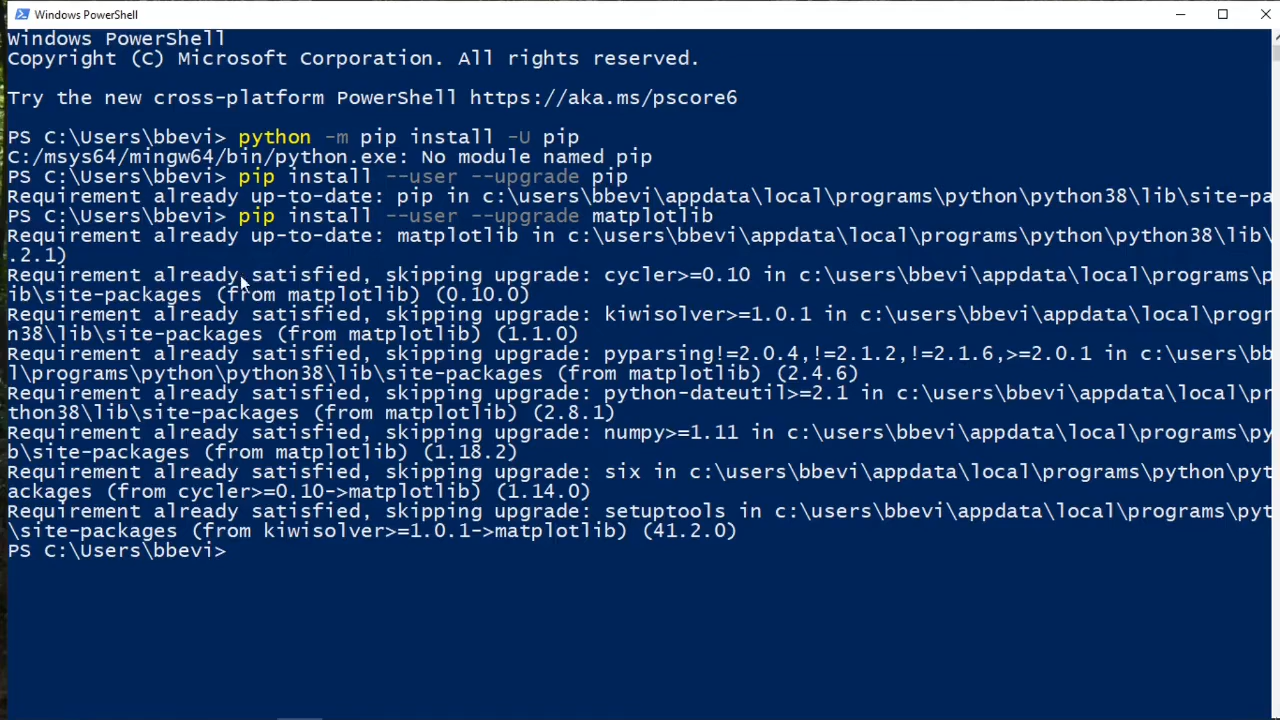 Windows PowerShell
Windows PowerShell
Copyright (C) Microsoft Corporation. All rights reserved.
Try the new cross-platform PowerShell https://aka.ms/pscore6
PS C:\Users\bbevi> python -m pip install -U pip
C:/msys64/mingw64/bin/python.exe: No module named pip
PS C:\Users\bbevi> pip install --user --upgrade pip
Requirement already up-to-date: pip in c:\users\bbevi\appdata\local\programs\python\python38\lib\site-pa
PS C:\Users\bbevi> pip install --user --upgrade matplotlib
Requirement already up-to-date: matplotlib in c:\users\bbevi\appdata\local\programs\python\python38\lib\
.2.1)
Requirement already satisfied, skipping upgrade: cycler>=0.10 in c:\users\bbevi\appdata\local\programs\p
ib\site-packages (from matplotlib) (0.10.0)
Requirement already satisfied, skipping upgrade: kiwisolver>=1.0.1 in c:\users\bbevi\appdata\local\progr
n38\lib\site-packages (from matplotlib) (1.1.0)
Requirement already satisfied, skipping upgrade: pyparsing!=2.0.4,!=2.1.2,!=2.1.6,>=2.0.1 in c:\users\bb
l\programs\python\python38\lib\site-packages (from matplotlib) (2.4.6)
Requirement already satisfied, skipping upgrade: python-dateutil>=2.1 in c:\users\bbevi\appdata\local\pr
thon38\lib\site-packages (from matplotlib) (2.8.1)
Requirement already satisfied, skipping upgrade: numpy>=1.11 in c:\users\bbevi\appdata\local\programs\py
b\site-packages (from matplotlib) (1.18.2)
Requirement already satisfied, skipping upgrade: six in c:\users\bbevi\appdata\local\programs\python\pyt
ackages (from cycler>=0.10->matplotlib) (1.14.0)
Requirement already satisfied, skipping upgrade: setuptools in c:\users\bbevi\appdata\local\programs\pyt
\site-packages (from kiwisolver>=1.0.1->matplotlib) (41.2.0)
PS C:\Users\bbevi>